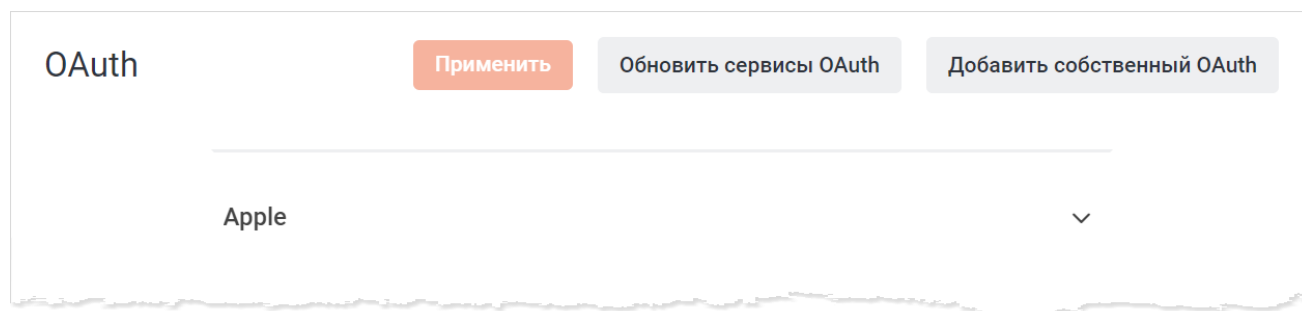 OAuth Применить Обновить сервисы OAuth Добавить собственный OAuth
Apple